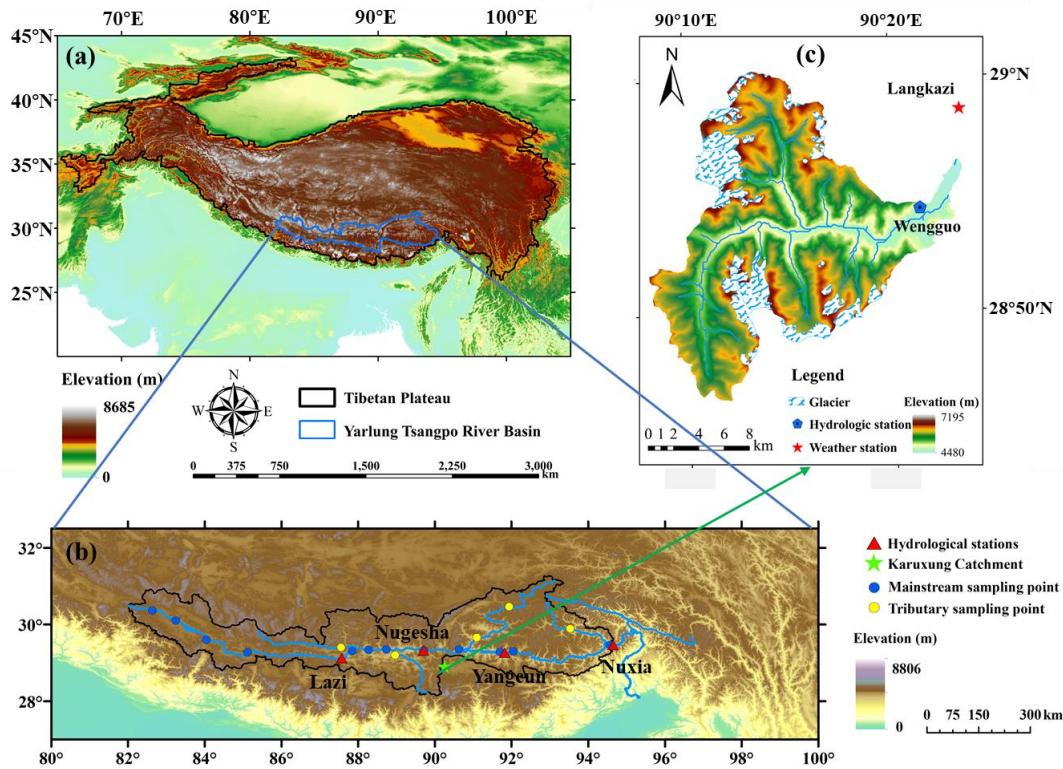 70°E 80°E 90°E 100°E
45°N
40°N
35°N
30°N
25°N
(a)
Elevation (m)
8685
0
N
W E
S
Tibetan Plateau
Yarlung Tsangpo River Basin
0 375 750 1,500 2,250 3,000
km
90°10'E 90°20'E
(c)
N
29°N
Langkazi
Wengguo
28°50'N
Legend
Glacier
Hydrologic station
Weather station
Elevation (m)
7195
4480
0 1 2 4 6 8
km
(b)
32°
30°
28°
Nugesha
Lazi
Yangcun
Nuxia
80° 82° 84° 86° 88° 90° 92° 94° 96° 98° 100°
Hydrological stations
Karuxung Catchment
Mainstream sampling point
Tributary sampling point
Elevation (m)
8806
0
0 75 150 300 km